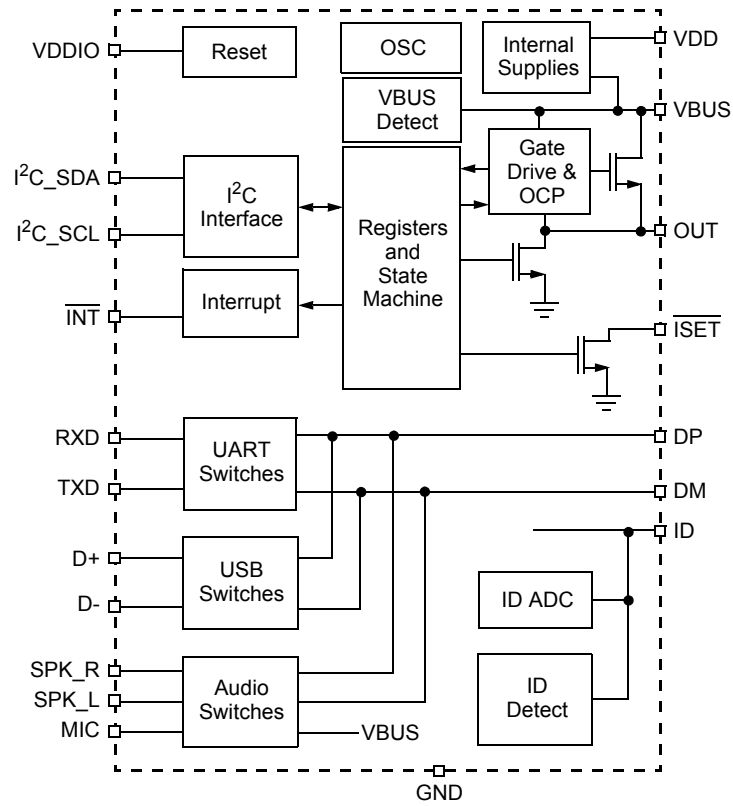 VDDIO
Reset
OSC
Internal
Supplies
VDD
VBUS
Detect
VBUS
Gate
Drive &
OCP
I²C_SDA
I²C_SCL
I²C
Interface
Registers
and
State
Machine
OUT
INT
Interrupt
ISET
RXD
TXD
UART
Switches
DP
DM
ID
D+
D-
USB
Switches
ID ADC
SPK_R
SPK_L
MIC
Audio
Switches
VBUS
ID
Detect
GND